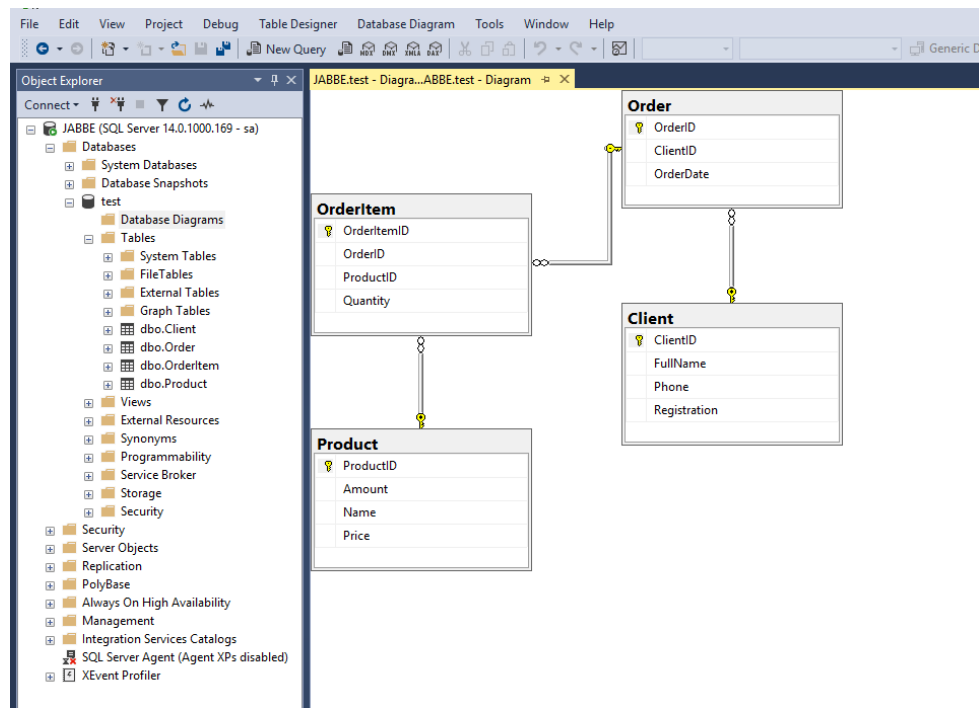 File Edit View Project Debug Table Designer Database Diagram Tools Window Help
New Query MDX DMX XMLA DAX Generic D
Object Explorer
JABBE.test - Diagra...ABBE.test - Diagram
Connect
JABBE (SQL Server 14.0.1000.169 - sa)
Databases
System Databases
Database Snapshots
test
Database Diagrams
Tables
System Tables
FileTables
External Tables
Graph Tables
dbo.Client
dbo.Order
dbo.OrderItem
dbo.Product
Views
External Resources
Synonyms
Programmability
Service Broker
Storage
Security
Security
Server Objects
Replication
PolyBase
Always On High Availability
Management
Integration Services Catalogs
SQL Server Agent (Agent XPs disabled)
XEvent Profiler
Order
OrderID
ClientID
OrderDate
OrderItem
OrderItemID
OrderID
ProductID
Quantity
Client
ClientID
FullName
Phone
Registration
Product
ProductID
Amount
Name
Price